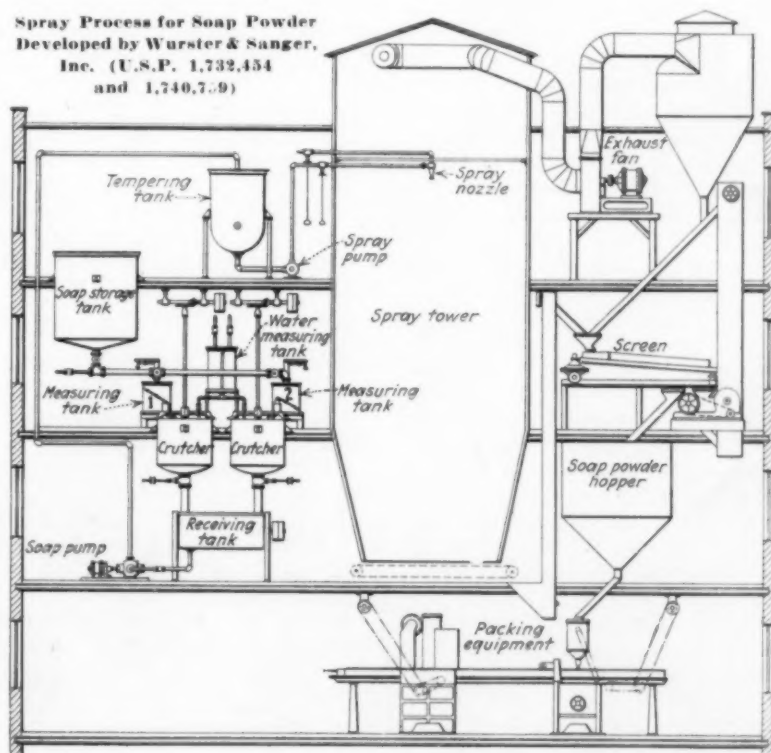 Spray Process for Soap Powder
Developed by Wurster & Sanger,
Inc. (U.S.P. 1,732,454
and
Tempering
tank
Exhaust
fan
Spray
nozzle
Spray
pump
Soap storage
tank
Water
measuring
tank
Spray tower
Screen
Measuring
tank
1
2
Measuring
tank
Crutcher
Crutcher
Soap powder
hopper
Receiving
tank
Soap pump
Packing
equipment